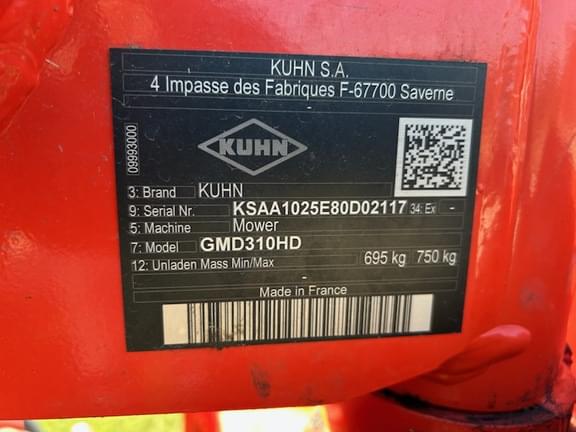 KUHN S.A.
4 Impasse des Fabriques F-67700 Saverne
09993000
KUHN
3: Brand KUHN
9: Serial Nr. KSAA1025E80D02117 34: Ex -
5: Machine Mower
7: Model GMD310HD
12: Unladen Mass Min/Max 695 kg 750 kg
-
Made in France